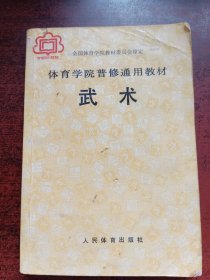 全国体育学院教材委员会审定
体育学院普修通用教材
武术
人民体育出版社